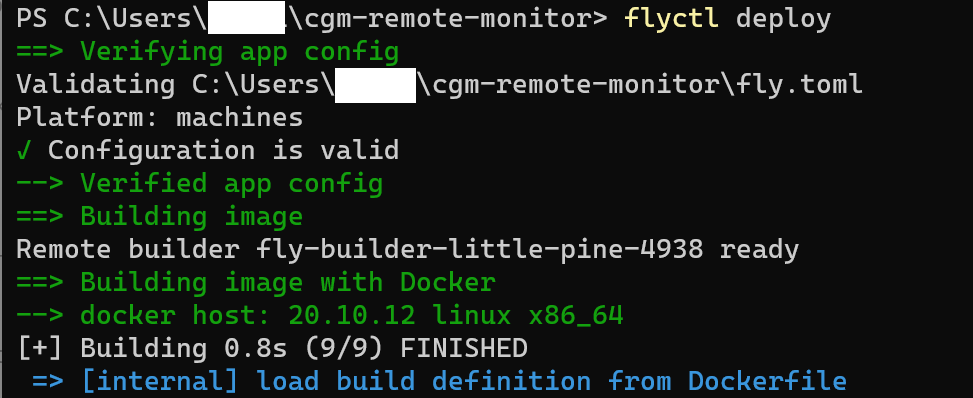 PS C:\Users\ \cgm-remote-monitor> flyctl deploy
==> Verifying app config
Validating C:\Users\ \cgm-remote-monitor\fly.toml
Platform: machines
✓ Configuration is valid
--> Verified app config
==> Building image
Remote builder fly-builder-little-pine-4938 ready
==> Building image with Docker
--> docker host: 20.10.12 linux x86_64
[+] Building 0.8s (9/9) FINISHED
=> [internal] load build definition from Dockerfile